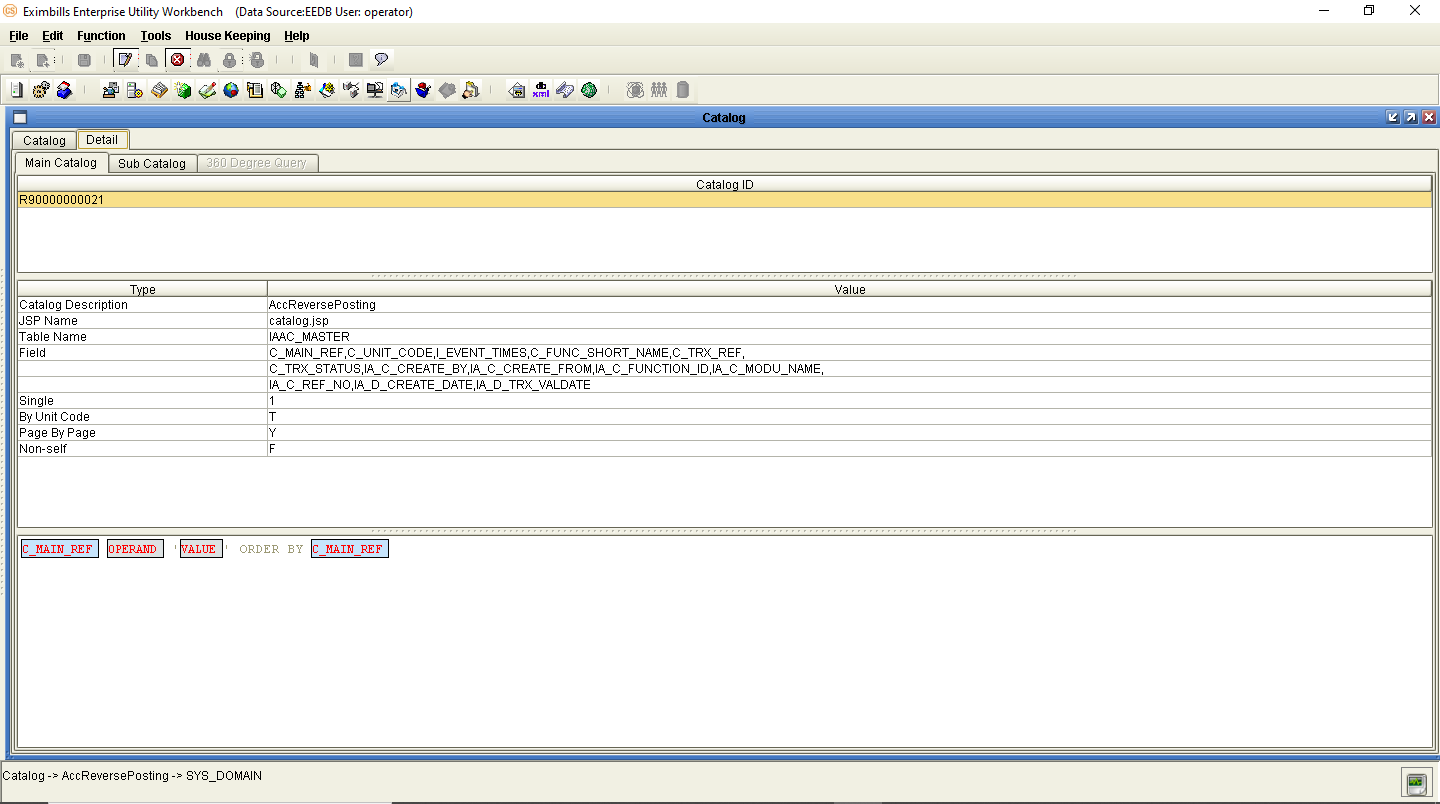 Eximbills Enterprise Utility Workbench (Data Source:EEDB User: operator)
File Edit Function Tools House Keeping Help
Catalog
Catalog Detail
Main Catalog Sub Catalog 360 Degree Query
Catalog ID
R90000000021
Type Value
Catalog Description AccReversePosting
JSP Name catalog.jsp
Table Name IAAC_MASTER
Field C_MAIN_REF,C_UNIT_CODE,I_EVENT_TIMES,C_FUNC_SHORT_NAME,C_TRX_REF,
C_TRX_STATUS,IA_C_CREATE_BY,IA_C_CREATE_FROM,IA_C_FUNCTION_ID,IA_C_MODU_NAME,
IA_C_REF_NO,IA_D_CREATE_DATE,IA_D_TRX_VALDATE
Single 1
By Unit Code T
Page By Page Y
Non-self F
C_MAIN_REF OPERAND 'VALUE' ORDER BY C_MAIN_REF
Catalog -> AccReversePosting -> SYS_DOMAIN